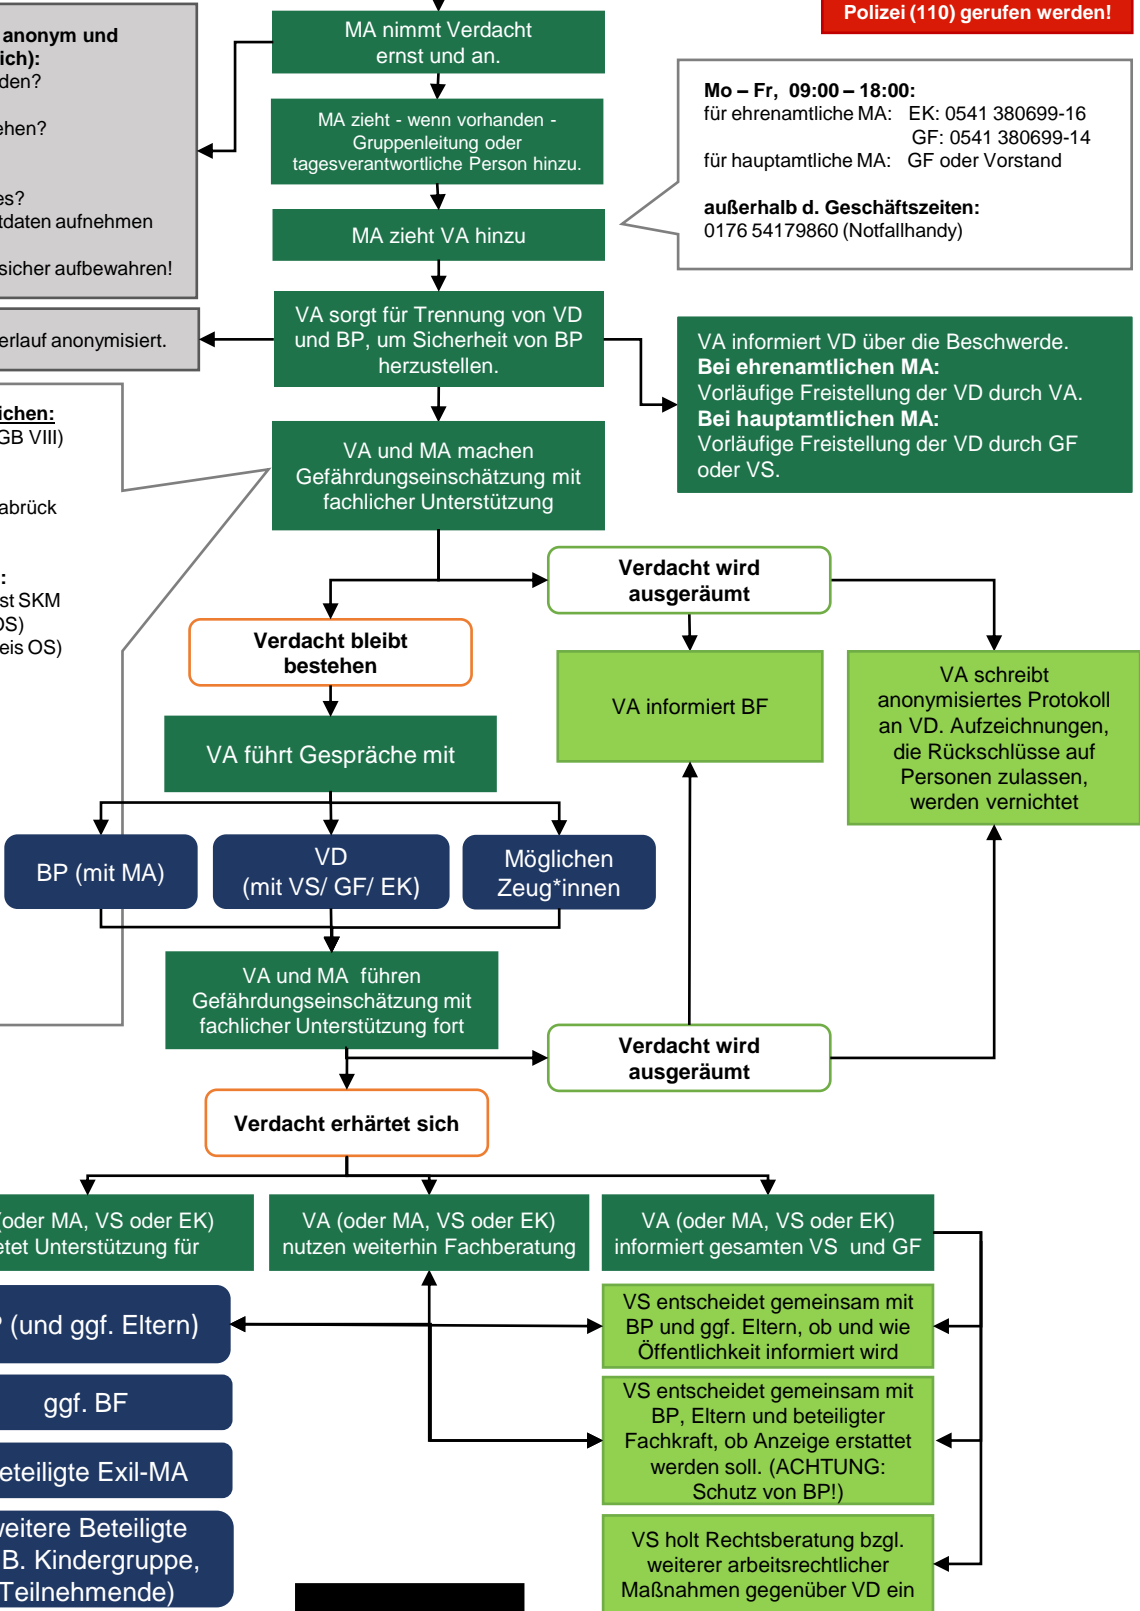 Polizei (110) gerufen werden!
MA nimmt Verdacht
ernst und an.
anonym und
ich):
den?
ehen?
es?
tdaten aufnehmen
sicher aufbewahren!
MA zieht - wenn vorhanden -
Gruppenleitung oder
tagesverantwortliche Person hinzu.
Mo – Fr, 09:00 – 18:00:
für ehrenamtliche MA: EK: 0541 380699-16
GF: 0541 380699-14
für hauptamtliche MA: GF oder Vorstand
außerhalb d. Geschäftszeiten:
0176 54179860 (Notfallhandy)
MA zieht VA hinzu
VA sorgt für Trennung von VD
und BP, um Sicherheit von BP
herzustellen.
erlauf anonymisiert.
VA informiert VD über die Beschwerde.
Bei ehrenamtlichen MA:
Vorläufige Freistellung der VD durch VA.
Bei hauptamtlichen MA:
Vorläufige Freistellung der VD durch GF
oder VS.
ichen:
GB VIII)
abrück
:
st SKM
OS)
eis OS)
VA und MA machen
Gefährdungseinschätzung mit
fachlicher Unterstützung
Verdacht wird
ausgeräumt
Verdacht bleibt
bestehen
VA informiert BF
VA schreibt
anonymisiertes Protokoll
an VD. Aufzeichnungen,
die Rückschlüsse auf
Personen zulassen,
werden vernichtet
VA führt Gespräche mit
BP (mit MA)
VD
(mit VS/ GF/ EK)
Möglichen
Zeug*innen
VA und MA führen
Gefährdungseinschätzung mit
fachlicher Unterstützung fort
Verdacht wird
ausgeräumt
Verdacht erhärtet sich
(oder MA, VS oder EK)
etet Unterstützung für
VA (oder MA, VS oder EK)
nutzen weiterhin Fachberatung
VA (oder MA, VS oder EK)
informiert gesamten VS und GF
P (und ggf. Eltern)
ggf. BF
eteiligte Exil-MA
weitere Beteiligte
B. Kindergruppe,
Teilnehmende)
VS entscheidet gemeinsam mit
BP und ggf. Eltern, ob und wie
Öffentlichkeit informiert wird
VS entscheidet gemeinsam mit
BP, Eltern und beteiligter
Fachkraft, ob Anzeige erstattet
werden soll. (ACHTUNG:
Schutz von BP!)
VS holt Rechtsberatung bzgl.
weiterer arbeitsrechtlicher
Maßnahmen gegenüber VD ein